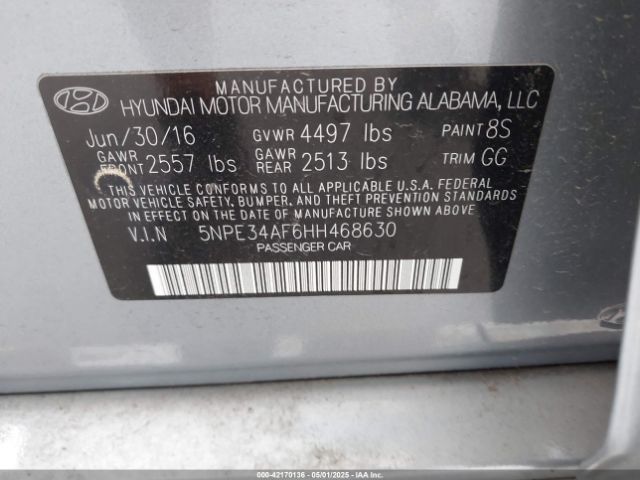 MANUFACTURED BY
HYUNDAI MOTOR MANUFACTURING ALABAMA, LLC
Jun/30/16 GVWR 4497 lbs PAINT 8S
GAWR FRONT 2557 lbs GAWR REAR 2513 lbs TRIM GG
THIS VEHICLE CONFORMS TO ALL APPLICABLE U.S.A. FEDERAL
MOTOR VEHICLE SAFETY, BUMPER, AND THEFT PREVENTION STANDARDS
IN EFFECT ON THE DATE OF MANUFACTURE SHOWN ABOVE.
V.I.N 5NPE34AF6HH468630
PASSENGER CAR
000-42170136 - 05/01/2025 - IAAI.COM